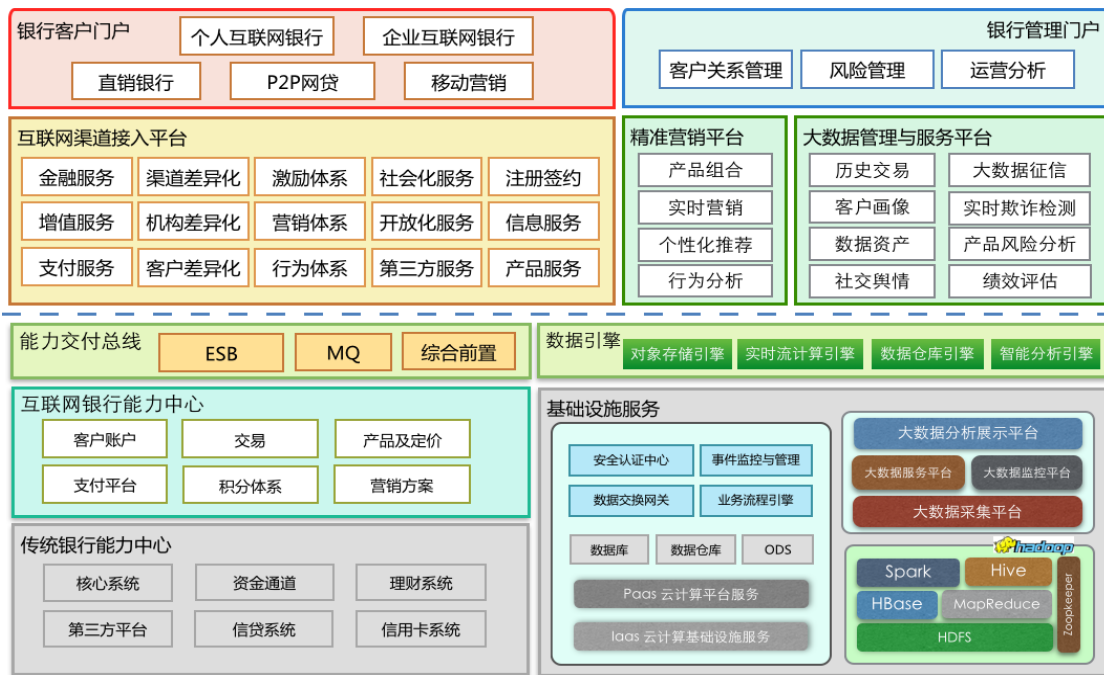 银行客户门户
个人互联网银行
企业互联网银行
直销银行
P2P网贷
移动营销
银行管理门户
客户关系管理
风险管理
运营分析
互联网渠道接入平台
金融服务
渠道差异化
激励体系
社会化服务
注册签约
增值服务
机构差异化
营销体系
开放化服务
信息服务
支付服务
客户差异化
行为体系
第三方服务
产品服务
精准营销平台
产品组合
实时营销
个性化推荐
行为分析
大数据管理与服务平台
历史交易
大数据征信
客户画像
实时欺诈检测
数据资产
产品风险分析
社交舆情
绩效评估
能力交付总线
ESB
MQ
综合前置
数据引擎
对象存储引擎
实时流计算引擎
数据仓库引擎
智能分析引擎
互联网银行能力中心
客户账户
交易
产品及定价
支付平台
积分体系
营销方案
传统银行能力中心
核心系统
资金通道
理财系统
第三方平台
信贷系统
信用卡系统
基础设施服务
安全认证中心
事件监控与管理
数据交换网关
业务流程引擎
数据库
数据仓库
ODS
Paas 云计算平台服务
Iaas 云计算基础设施服务
大数据分析展示平台
大数据服务平台
大数据监控平台
大数据采集平台
hadoop
Spark
Hive
HBase
MapReduce
HDFS
Zoopkeeper